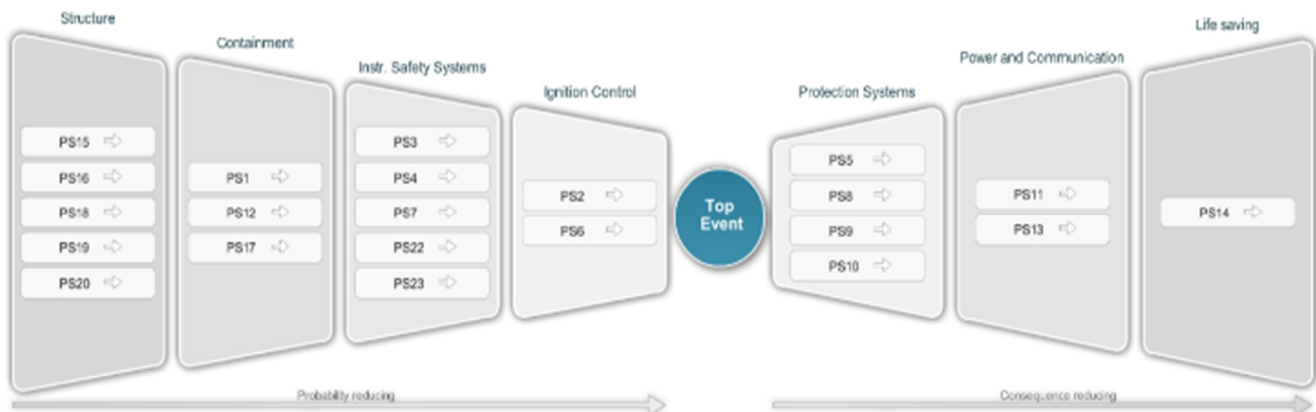 Structure
PS15
PS16
PS18
PS19
PS20
Containment
PS1
PS12
PS17
Instr. Safety Systems
PS3
PS4
PS7
PS22
PS23
Ignition Control
PS2
PS6
Top
Event
Protection Systems
PS5
PS8
PS9
PS10
Power and Communication
PS11
PS13
Life saving
PS14
Probability reducing
Consequence reducing